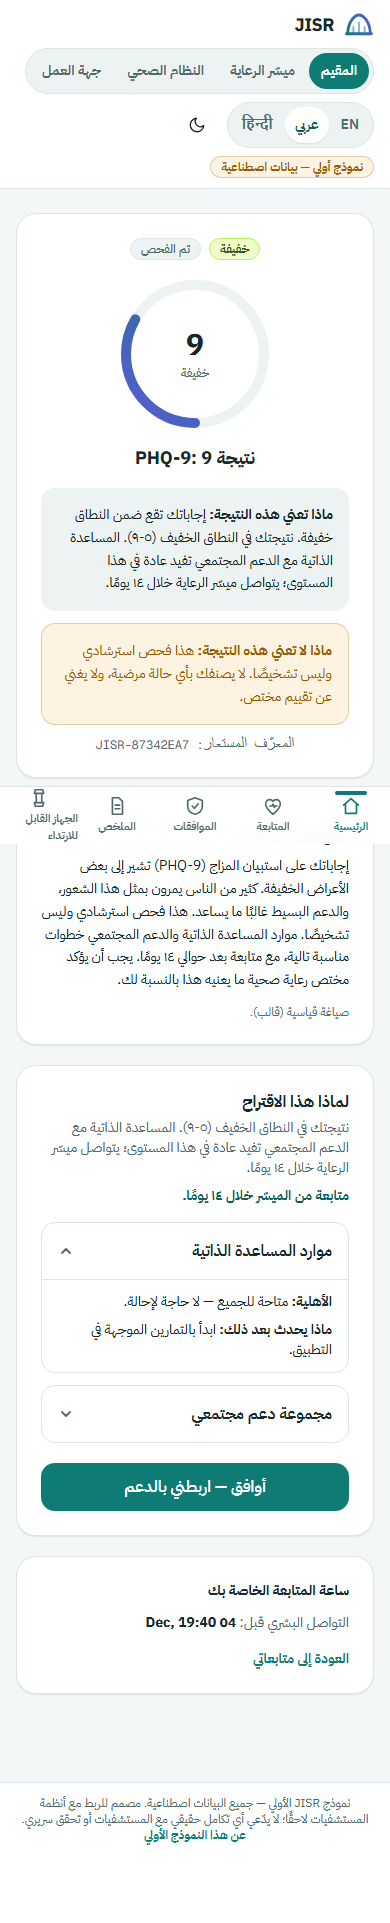 JISR
المقيم
ميسّر الرعاية
النظام الصحي
جهة العمل
EN
عربي
हिन्दी
نموذج أولي — بيانات اصطناعية
خفيفة
تم الفحص
9
خفيفة
نتيجة PHQ-9: 9
ماذا تعني هذه النتيجة: إجاباتك تقع ضمن النطاق
خفيفة. نتيجتك في النطاق الخفيف (٥-٩). المساعدة
الذاتية مع الدعم المجتمعي تفيد عادة في هذا
المستوى؛ يتواصل ميسّر الرعاية خلال ١٤ يومًا.
ماذا لا تعني هذه النتيجة: هذا فحص استرشادي
وليس تشخيصًا. لا يصنفك بأي حالة مرضية، ولا يغني
عن تقييم مختص.
المعرّف المستعار: JISR-87342EA7
الرئيسية
المتابعة
الموافقات
الملخص
الجهاز القابل
للارتداء
إجاباتك على استبيان المزاج (PHQ-9) تشير إلى بعض
الأعراض الخفيفة. كثير من الناس يمرون بمثل هذا الشعور،
والدعم البسيط غالبًا ما يساعد. هذا فحص استرشادي وليس
تشخيصًا. موارد المساعدة الذاتية والدعم المجتمعي خطوات
مناسبة تالية، مع متابعة بعد حوالي ١٤ يومًا. يجب أن يؤكد
مختص رعاية صحية ما يعنيه هذا بالنسبة لك.
صياغة قياسية (قالب).
لماذا هذا الاقتراح
نتيجتك في النطاق الخفيف (٥-٩). المساعدة الذاتية مع
الدعم المجتمعي تفيد عادة في هذا المستوى؛ يتواصل ميسّر
الرعاية خلال ١٤ يومًا.
متابعة من الميسّر خلال ١٤ يومًا.
موارد المساعدة الذاتية
الأهلية: متاحة للجميع — لا حاجة لإحالة.
ماذا يحدث بعد ذلك: ابدأ بالتمارين الموجهة في
التطبيق.
مجموعة دعم مجتمعي
أوافق — اربطني بالدعم
ساعة المتابعة الخاصة بك
التواصل البشري قبل: 04 Dec, 19:40
العودة إلى متابعاتي
نموذج JISR الأولي — جميع البيانات اصطناعية. مصمم للربط مع أنظمة
المستشفيات لاحقًا؛ لا يدّعي أي تكامل حقيقي مع المستشفيات أو تحقق سريري.
عن هذا النموذج الأولي